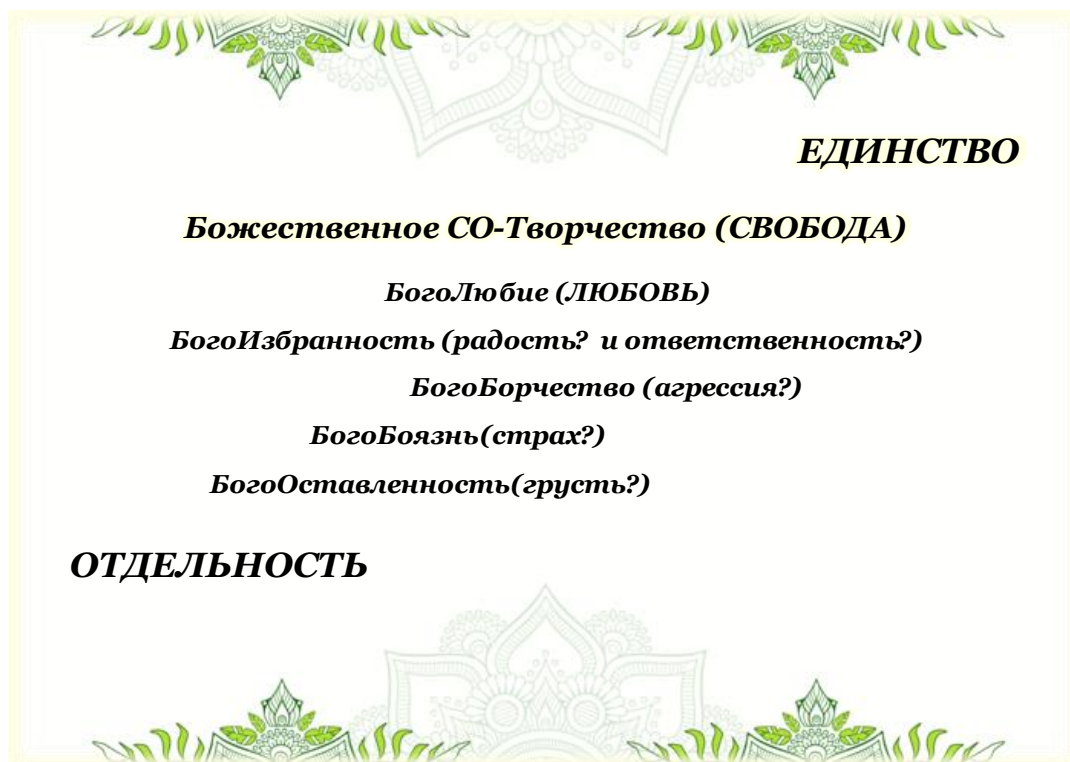 ЕДИНСТВО
Божественное СО-Творчество (СВОБОДА)
БогоЛюбие (ЛЮБОВЬ)
БогоИзбранность (радость?  и ответственность?)
БогоБорчество (агрессия?)
БогоБоязнь(страх?)
БогоОставленность(грусть?)
ОТДЕЛЬНОСТЬ